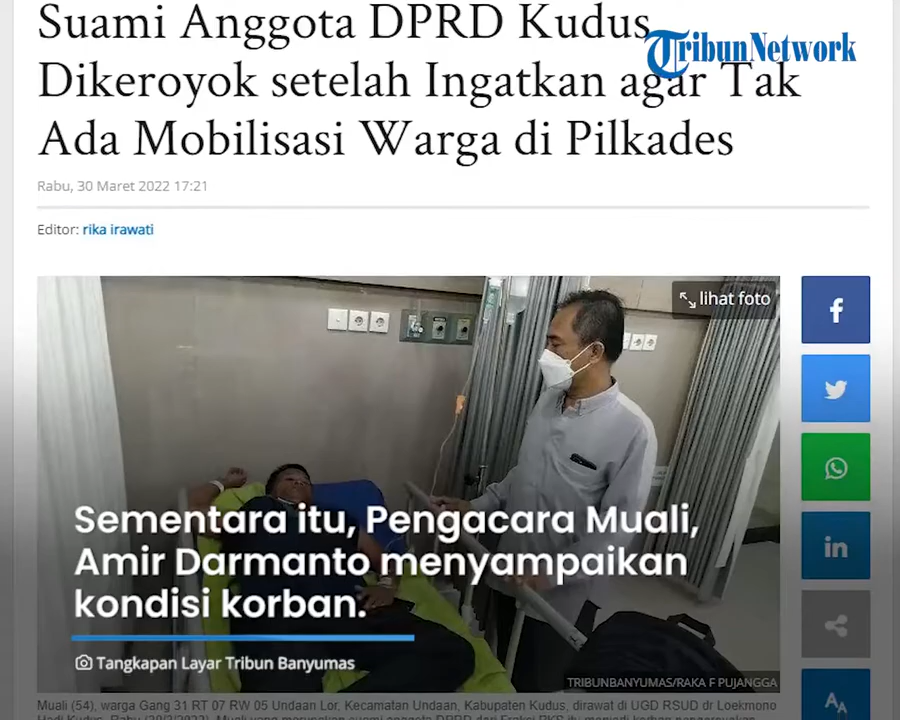 Suami Anggota DPRD Kudus
TribunNetwork
Dikeroyok setelah Ingatkan agar Tak
Ada Mobilisasi Warga di Pilkades
Rabu, 30 Maret 2022 17:21
Editor: rika irawati
lihat foto
Sementara itu, Pengacara Muali,
Amir Darmanto menyampaikan
kondisi korban.
Tangkapan Layar Tribun Banyumas
TRIBUNBANYUMAS/RAKA F PUJANGGA
Muali (54), warga Gang 31 RT 07 RW 05 Undaan Lor, Kecamatan Undaan, Kabupaten Kudus, dirawat di UGD RSUD dr Loekmono